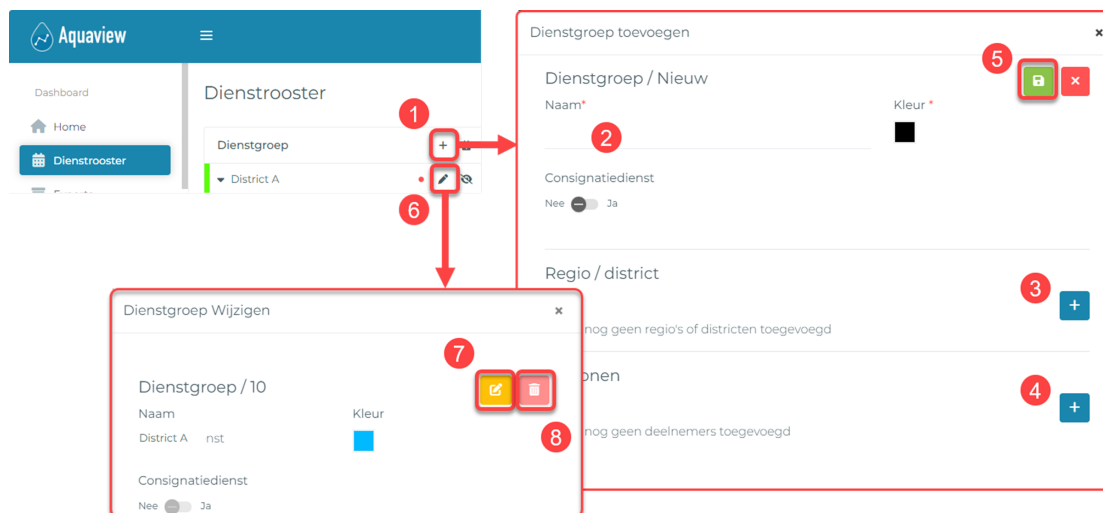 Aquaview
Dashboard
Home
Dienstrooster
Dienstrooster
Dienstgroep
District A
1
6
Dienstgroep toevoegen
×
5
Dienstgroep / Nieuw
Naam*
Kleur *
2
Consignatiedienst
Nee
Ja
Regio / district
3
nog geen regio's of districten toegevoegd
onen
4
nog geen deelnemers toegevoegd
Dienstgroep Wijzigen
×
7
Dienstgroep / 10
Naam
Kleur
District A nst
8
Consignatiedienst
Nee
Ja